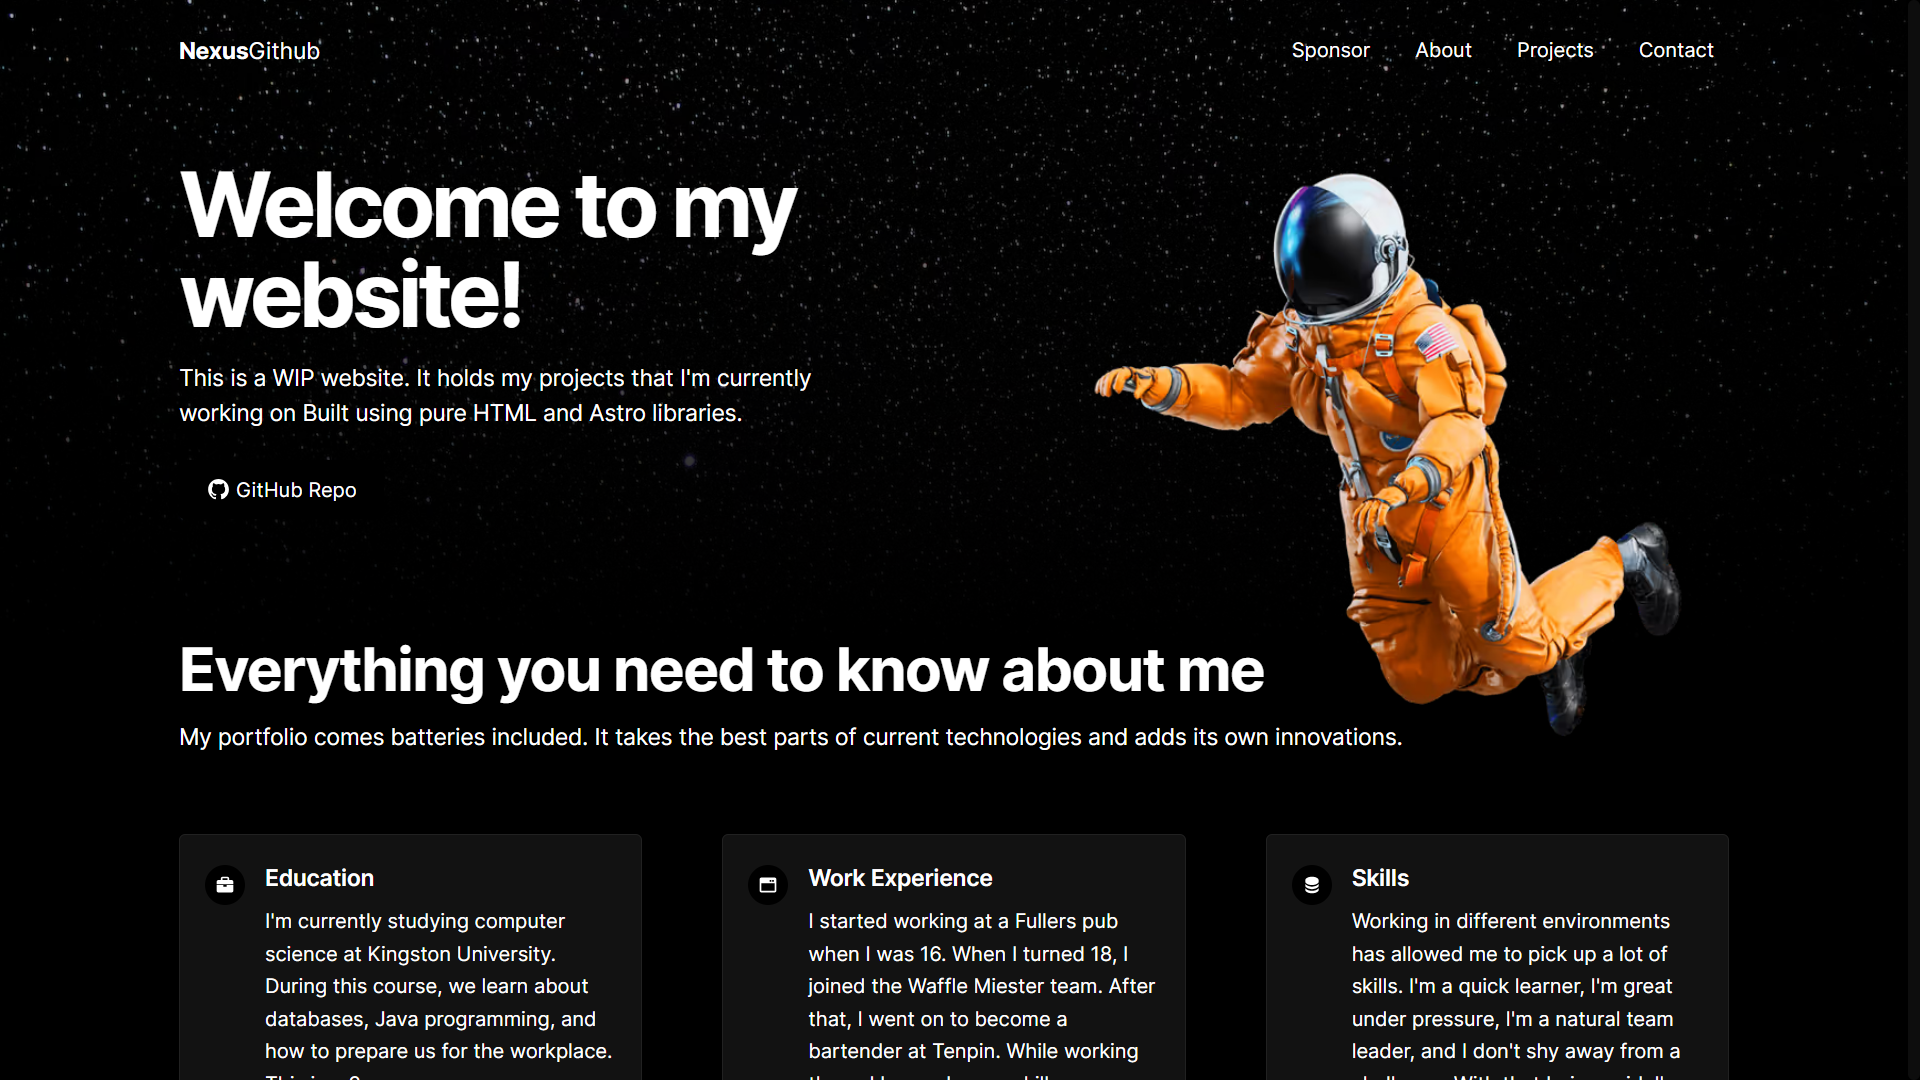 NexusGithub
Sponsor About Projects Contact
Welcome to my
website!
This is a WIP website. It holds my projects that I'm currently
working on Built using pure HTML and Astro libraries.
GitHub Repo
Everything you need to know about me
My portfolio comes batteries included. It takes the best parts of current technologies and adds its own innovations.
Education
I'm currently studying computer
science at Kingston University.
During this course, we learn about
databases, Java programming, and
how to prepare us for the workplace.
Work Experience
I started working at a Fullers pub
when I was 16. When I turned 18, I
joined the Waffle Miester team. After
that, I went on to become a
bartender at Tenpin. While working
Skills
Working in different environments
has allowed me to pick up a lot of
skills. I'm a quick learner, I'm great
under pressure, I'm a natural team
leader, and I don't shy away from a